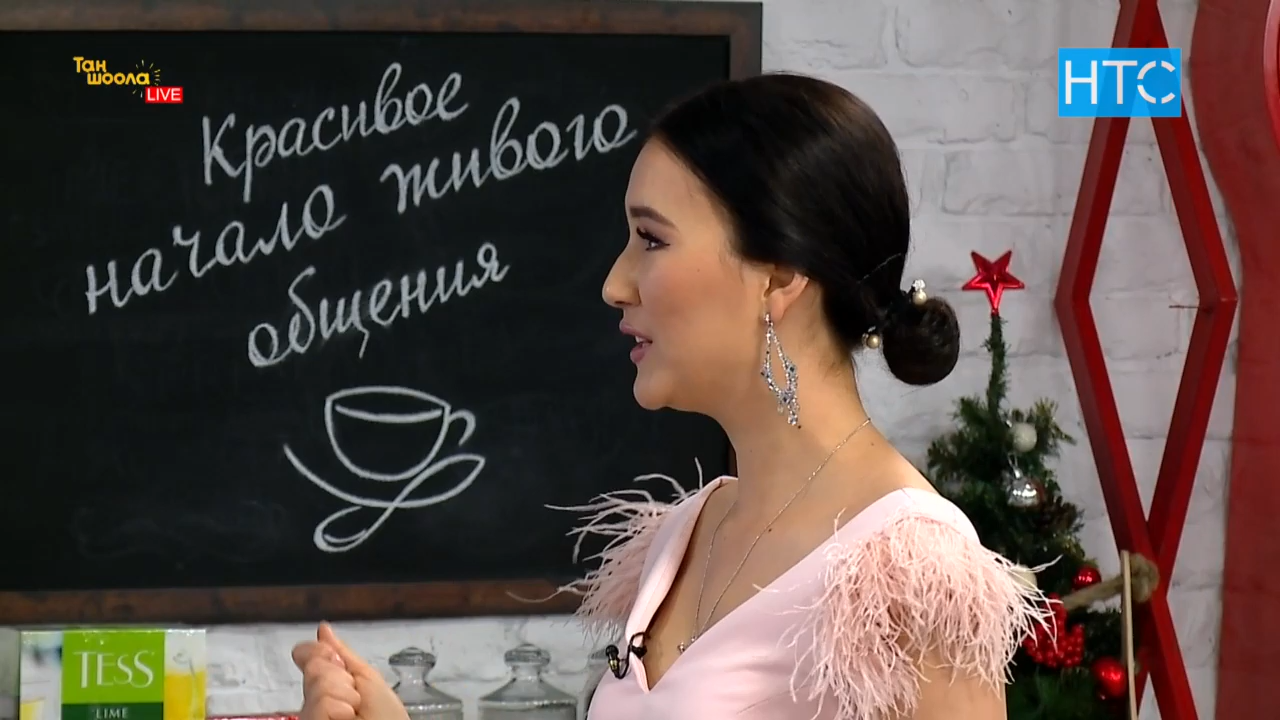 Таң
шоола
LIVE
НТС
Красивое
начало живого
общения
TESS
LIME